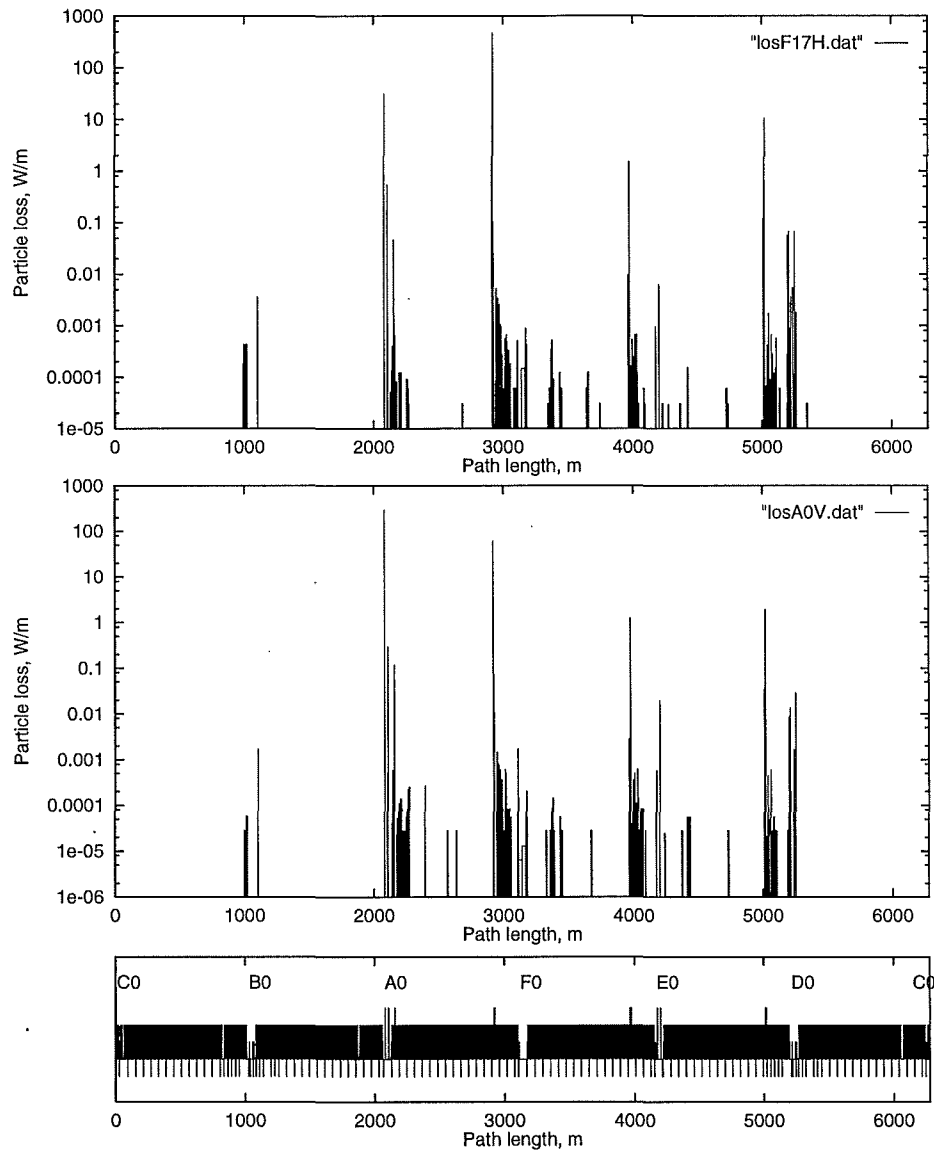 1000
100
10
1
0.1
0.01
0.001
0.0001
1e-05
Particle loss, W/m
"losF17H.dat"
0 1000 2000 3000 4000 5000 6000
Path length, m
1000
100
10
1
0.1
0.01
0.001
0.0001
1e-05
1e-06
Particle loss, W/m
"losA0V.dat"
0 1000 2000 3000 4000 5000 6000
Path length, m
C0 B0 A0 F0 E0 D0 C0
0 1000 2000 3000 4000 5000 6000
Path length, m